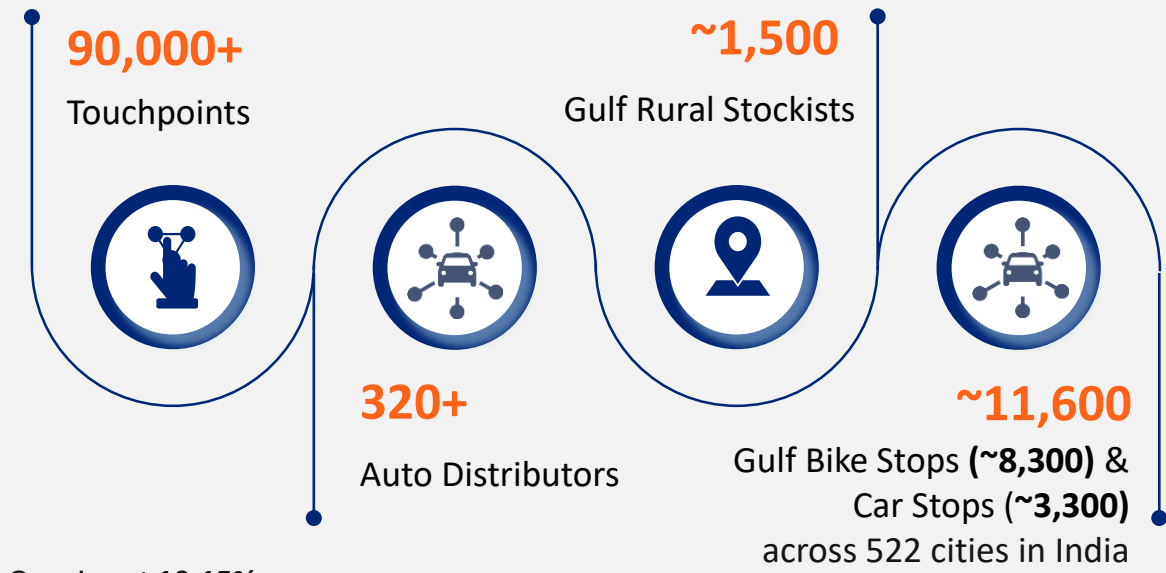 90,000+
Touchpoints
~1,500
Gulf Rural Stockists
320+
Auto Distributors
~11,600
Gulf Bike Stops (~8,300) &
Car Stops (~3,300)
across 522 cities in India